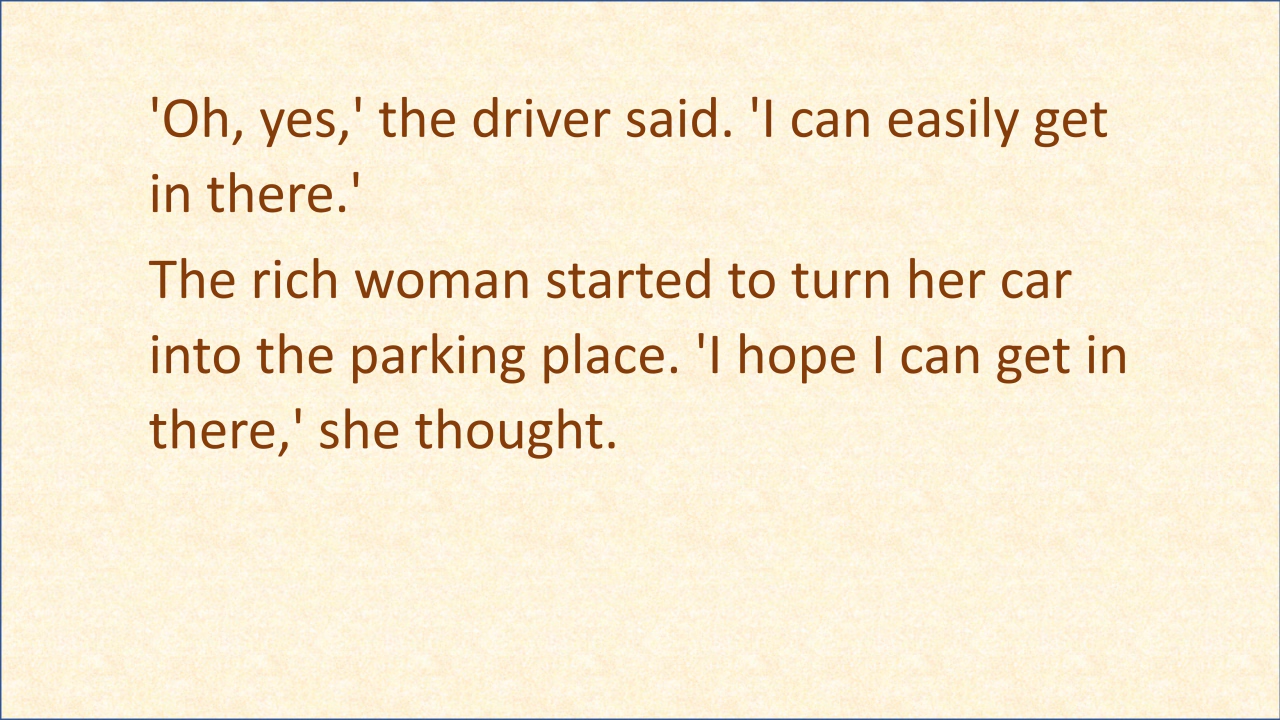 'Oh, yes,' the driver said. 'I can easily get
in there.'
The rich woman started to turn her car
into the parking place. 'I hope I can get in
there,' she thought.